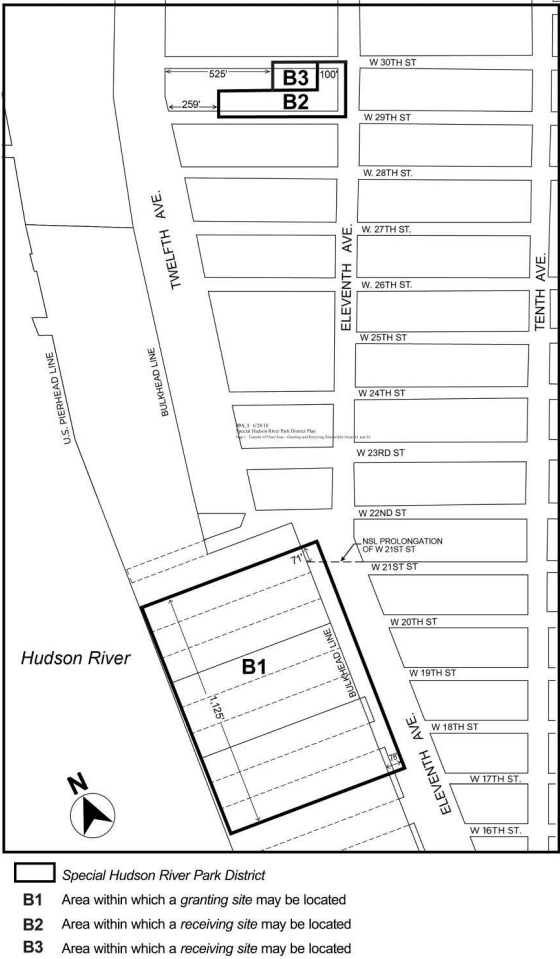 W 30TH ST
525'
B3
100'
259'
B2
W 29TH ST
W. 28TH ST.
TWELFTH AVE.
W. 27TH ST.
ELEVENTH AVE.
TENTH AVE.
W. 26TH ST.
W 25TH ST
U.S. PIERHEAD LINE
BULKHEAD LINE
W 24TH ST
6/20/18
Special Hudson River Park District Plan
W 23RD ST
W 22ND ST
NSL PROLONGATION
OF W 21ST ST
71'
W 21ST ST
W 20TH ST
Hudson River
B1
BULKHEAD LINE
W 19TH ST
1,125'
ELEVENTH AVE.
W 18TH ST
78'
W 17TH ST.
N
W 16TH ST.
Special Hudson River Park District
B1 Area within which a granting site may be located
B2 Area within which a receiving site may be located
B3 Area within which a receiving site may be located